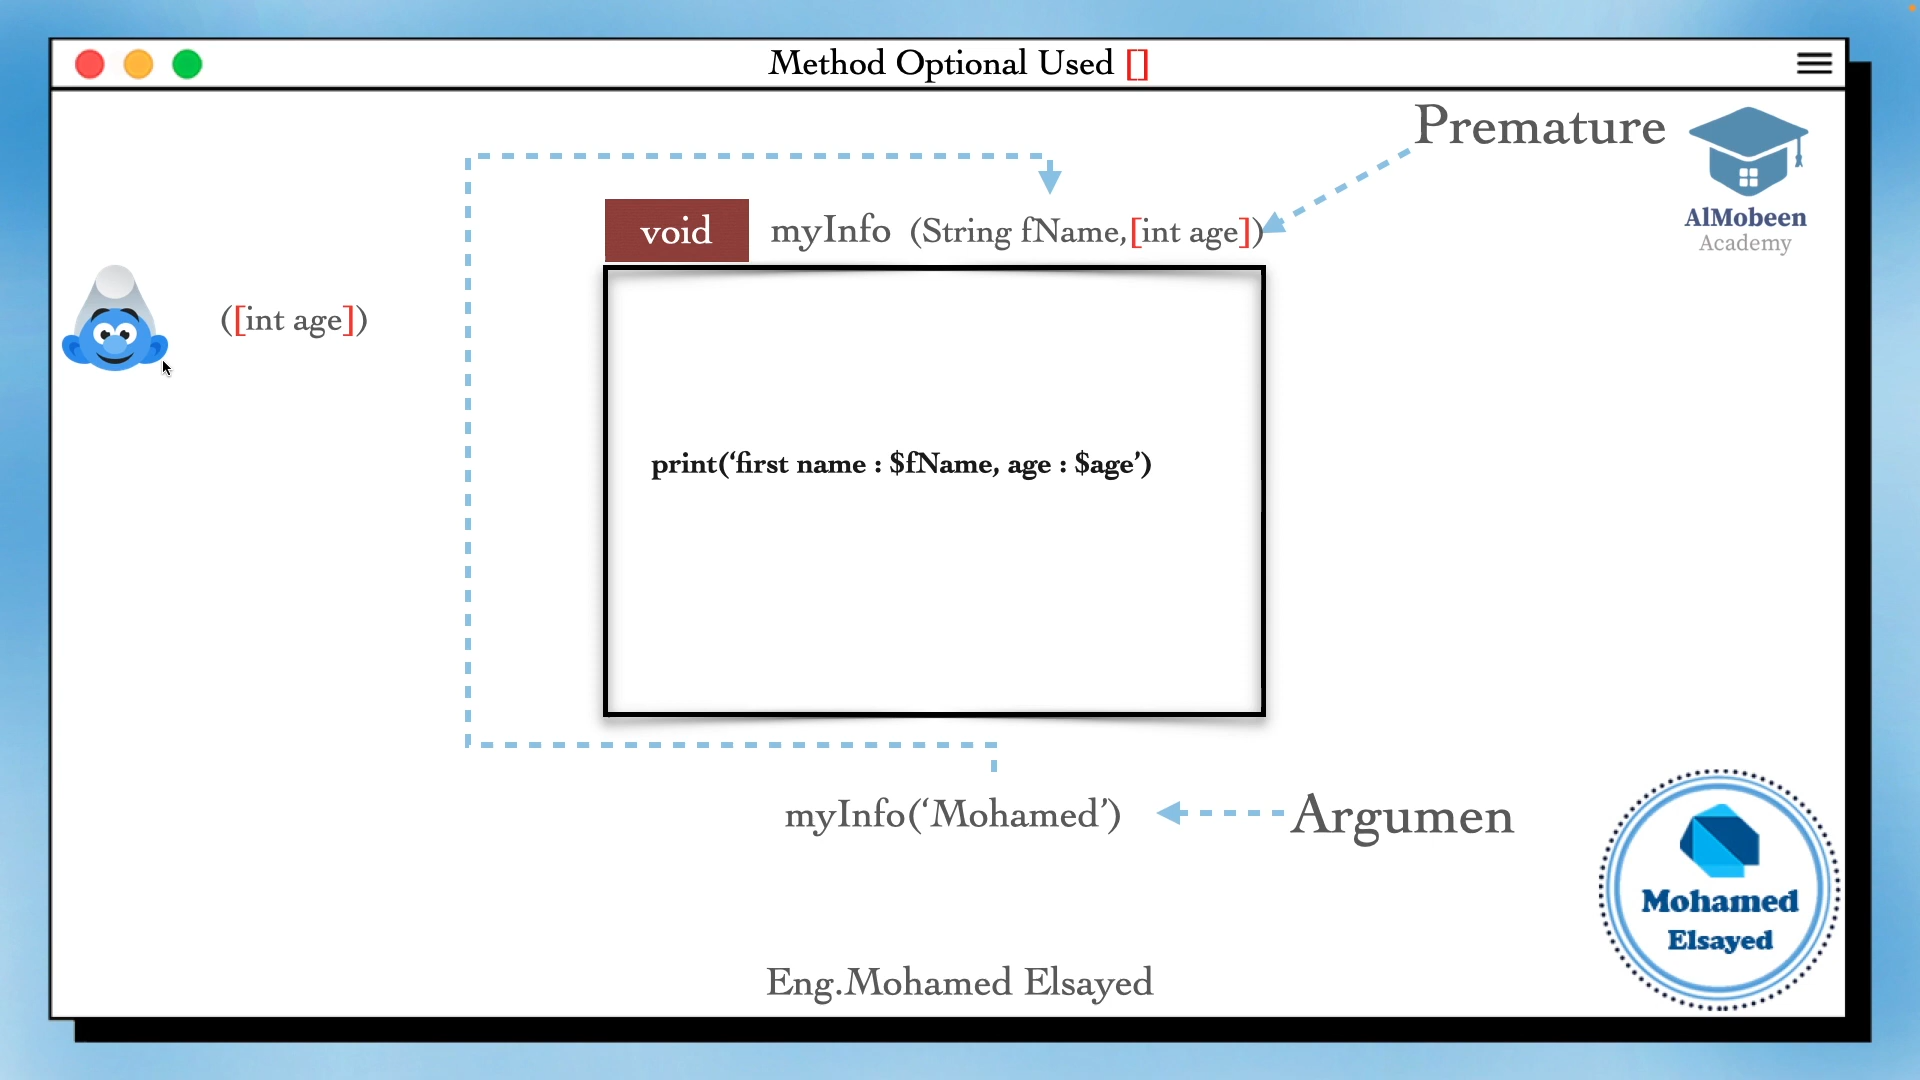 Method Optional Used []
Premature
AlMobeen
Academy
void myInfo (String fName,[int age])
([int age])
print(‘first name : $fName, age : $age’)
myInfo(‘Mohamed’)
Argumen
Mohamed
Elsayed
Eng.Mohamed Elsayed